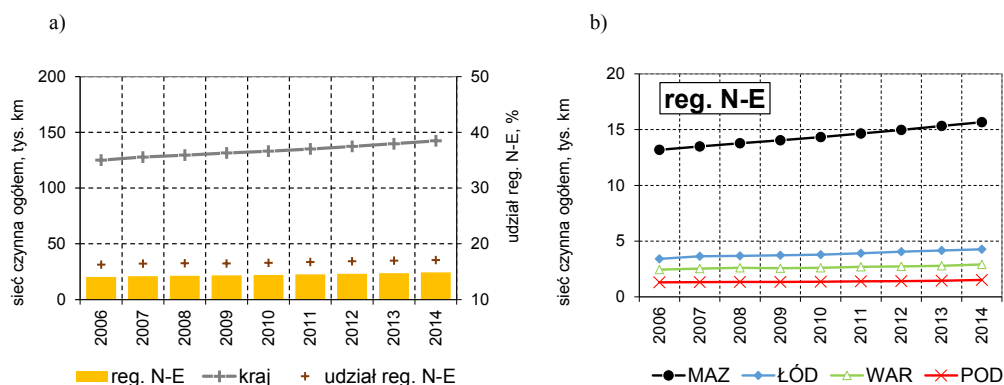 a)
b)
sieć czynna ogółem, tys. km
200
150
100
50
0
50
40
30
20
10
udział reg. N-E, %
2006
2007
2008
2009
2010
2011
2012
2013
2014
reg. N-E
kraj
udział reg. N-E
sieć czynna ogółem, tys. km
20
15
10
5
0
reg. N-E
2006
2007
2008
2009
2010
2011
2012
2013
2014
MAZ
ŁÓD
WAR
POD